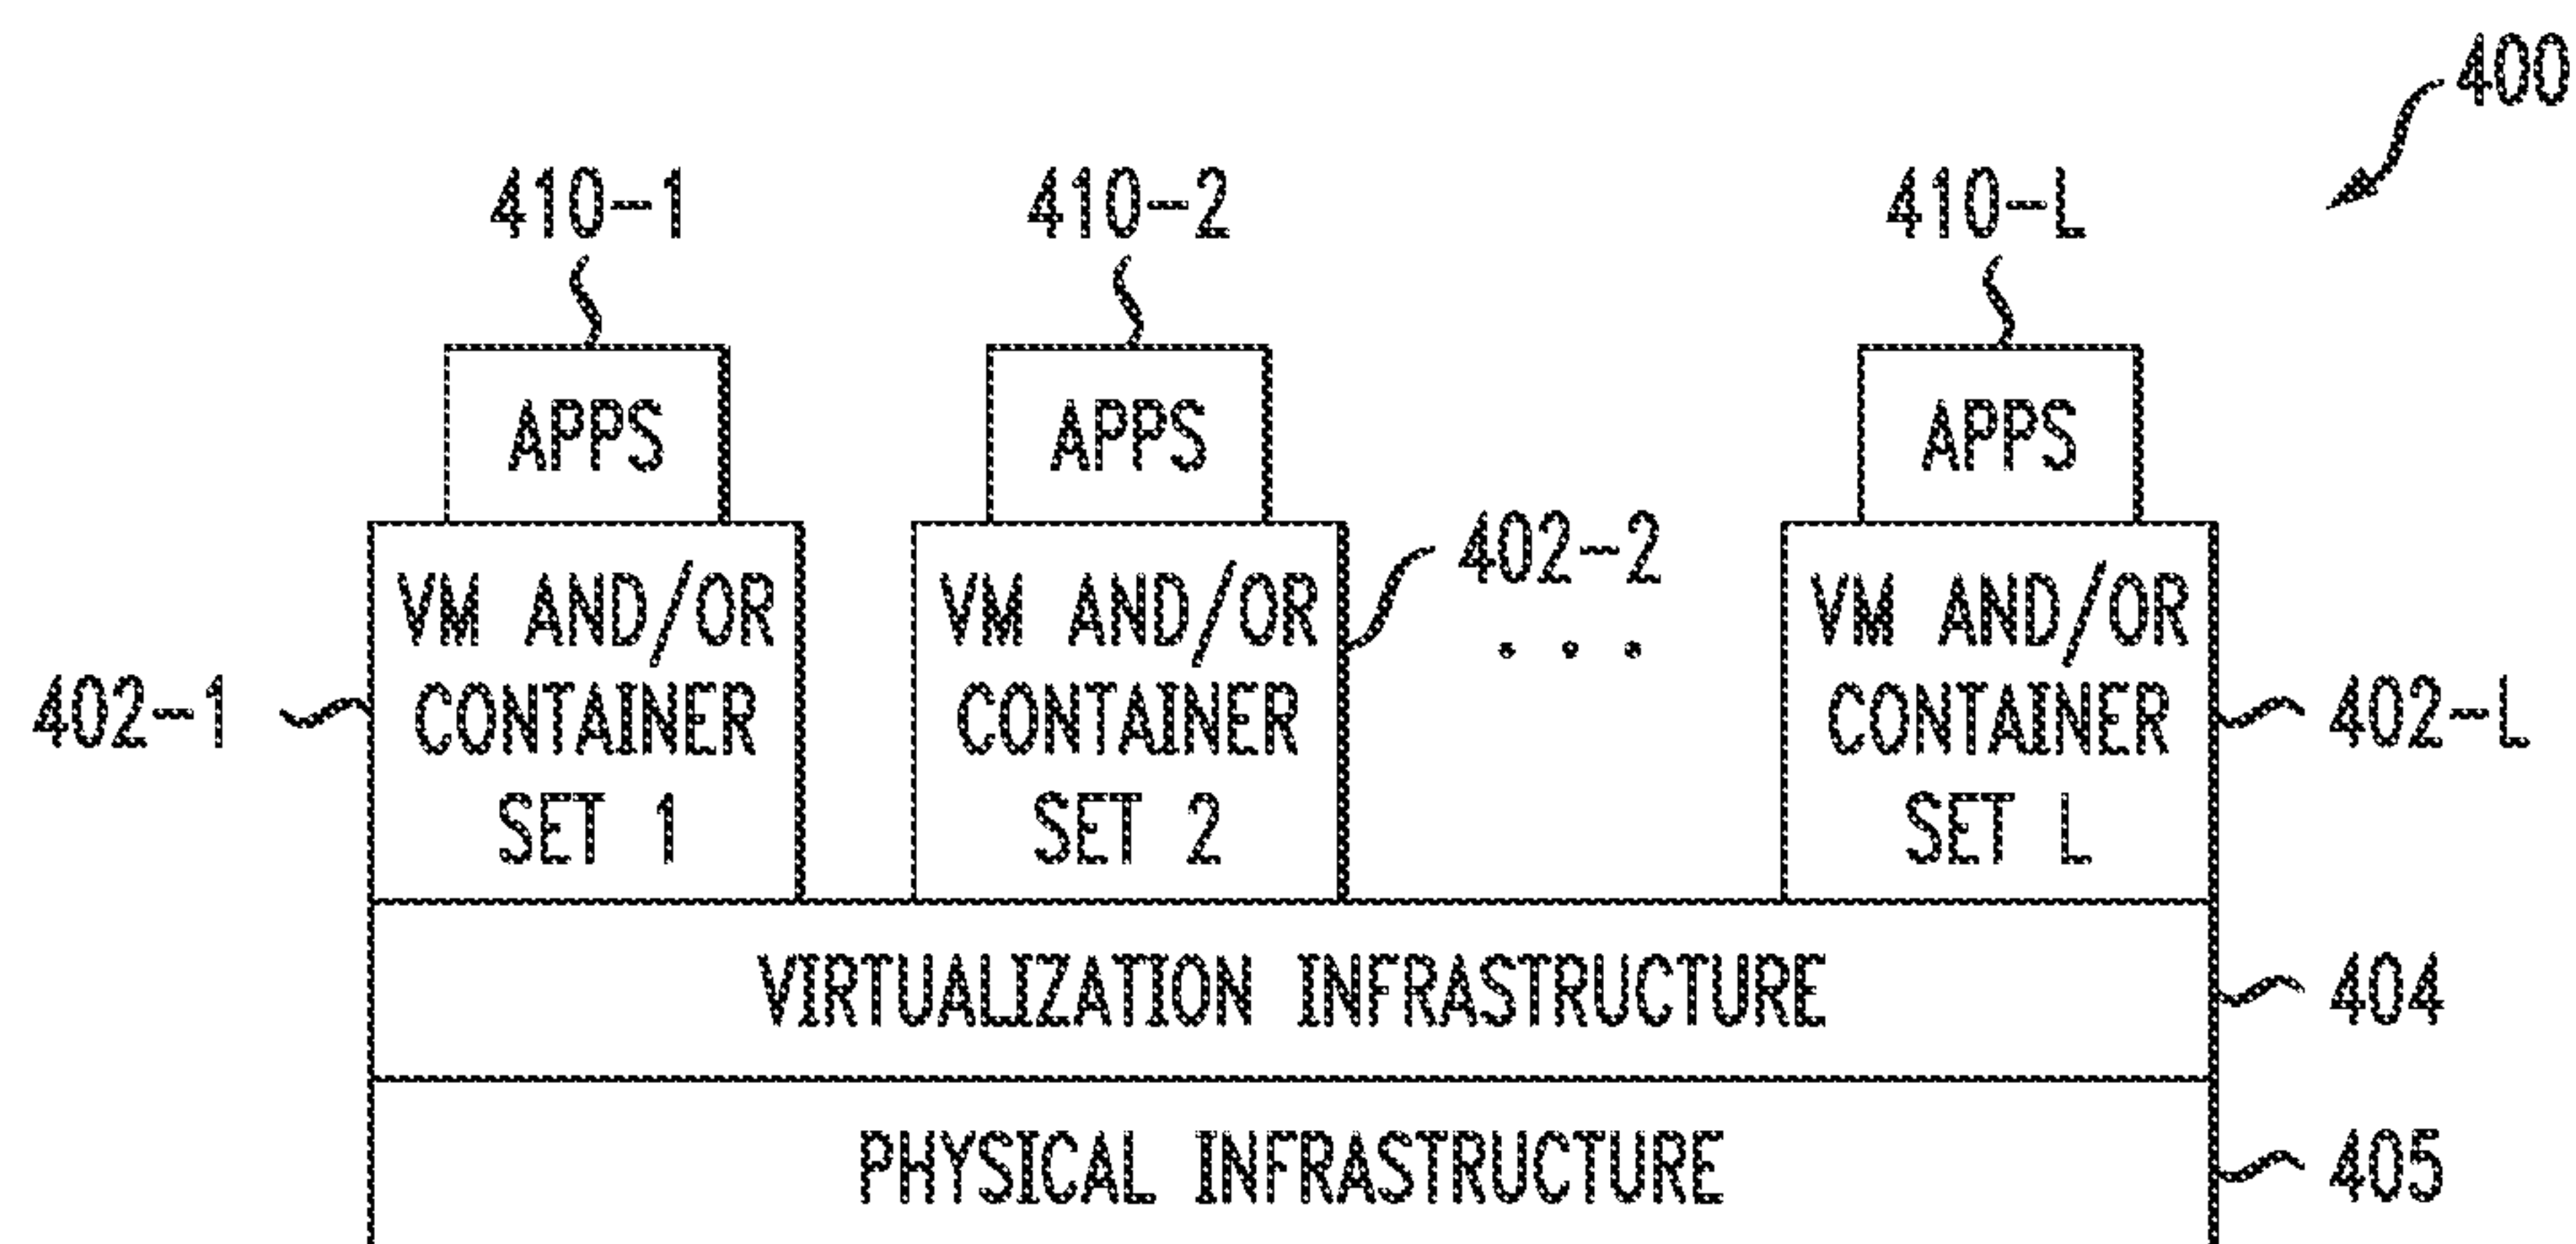 400
410-1
410-2
410-L
APPS
APPS
APPS
VM AND/OR
CONTAINER
SET 1
VM AND/OR
CONTAINER
SET 2
402-2
. . .
VM AND/OR
CONTAINER
SET L
402-1
402-L
VIRTUALIZATION INFRASTRUCTURE
404
PHYSICAL INFRASTRUCTURE
405